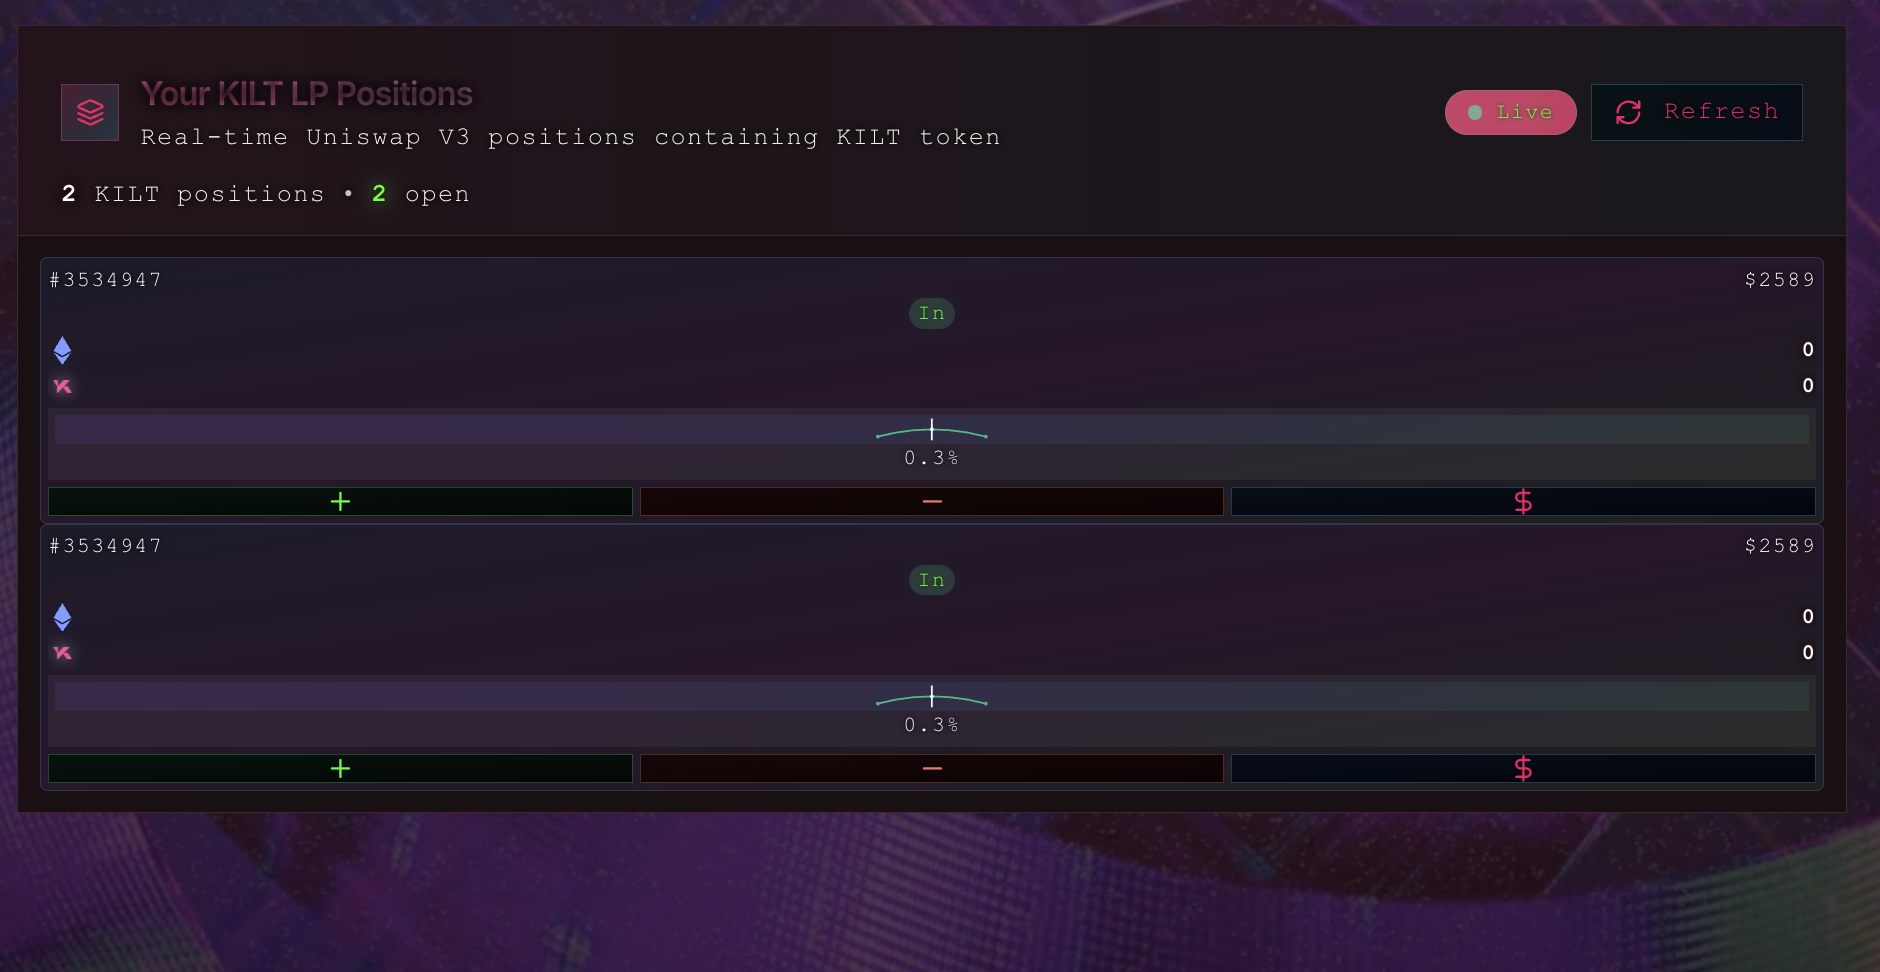 Your KILT LP Positions
Real-time Uniswap V3 positions containing KILT token
Live
Refresh
2 KILT positions • 2 open
#3534947
$2589
In
0
0
0.3%
#3534947
$2589
In
0
0
0.3%